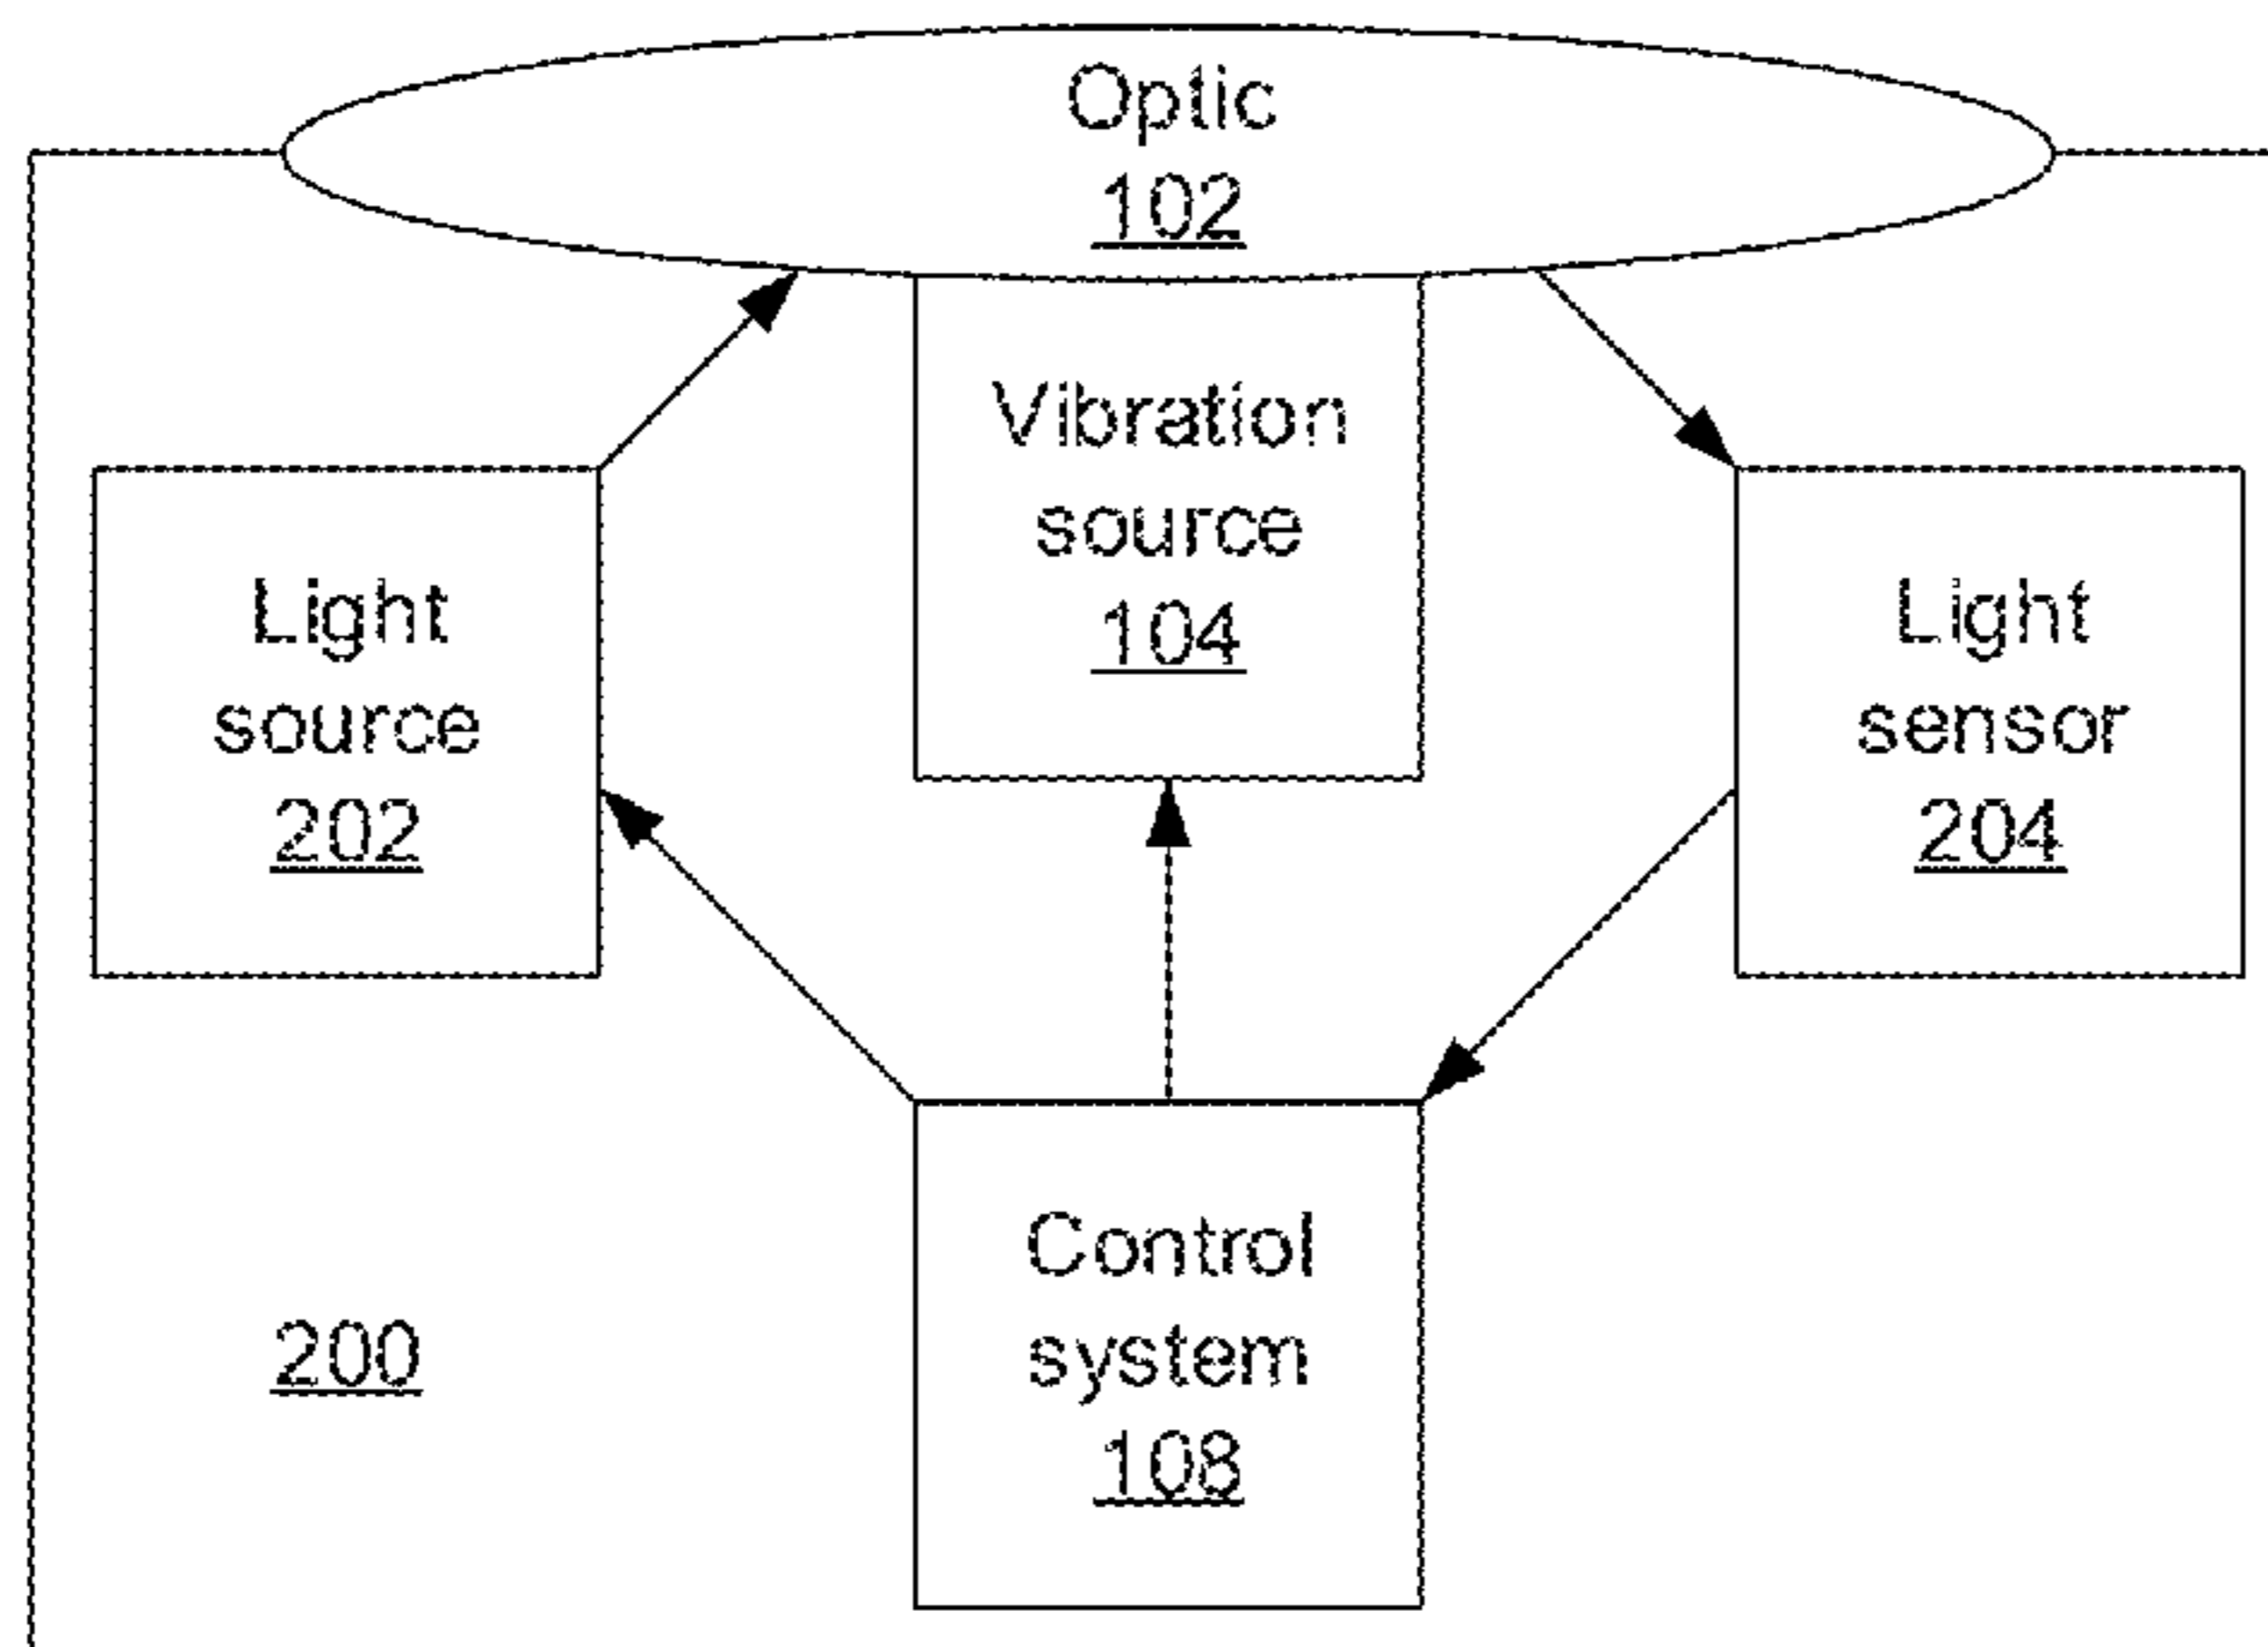 Optic
102
Vibration
source
104
Light
source
202
Light
sensor
204
Control
system
108
200